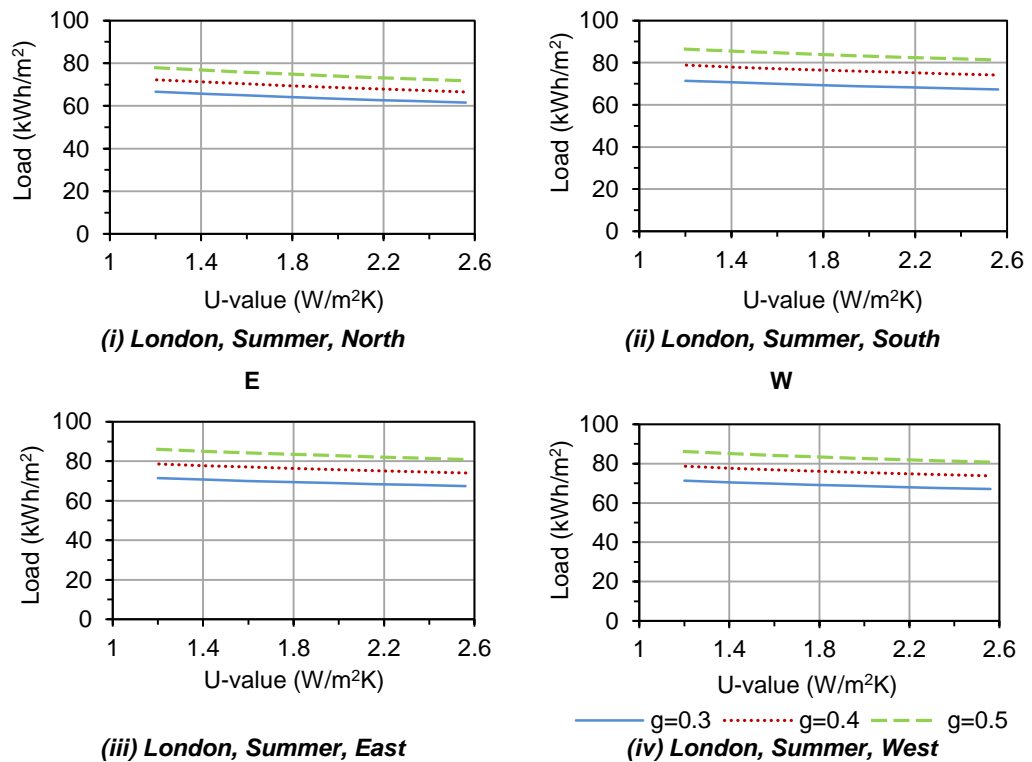 100
80
60
40
20
0
Load (kWh/m²)
1 1.4 1.8 2.2 2.6
U-value (W/m²K)
(i) London, Summer, North
100
80
60
40
20
0
Load (kWh/m²)
1 1.4 1.8 2.2 2.6
U-value (W/m²K)
(ii) London, Summer, South
E
W
100
80
60
40
20
0
Load (kWh/m²)
1 1.4 1.8 2.2 2.6
U-value (W/m²K)
(iii) London, Summer, East
100
80
60
40
20
0
Load (kWh/m²)
1 1.4 1.8 2.2 2.6
U-value (W/m²K)
g=0.3 g=0.4 g=0.5
(iv) London, Summer, West